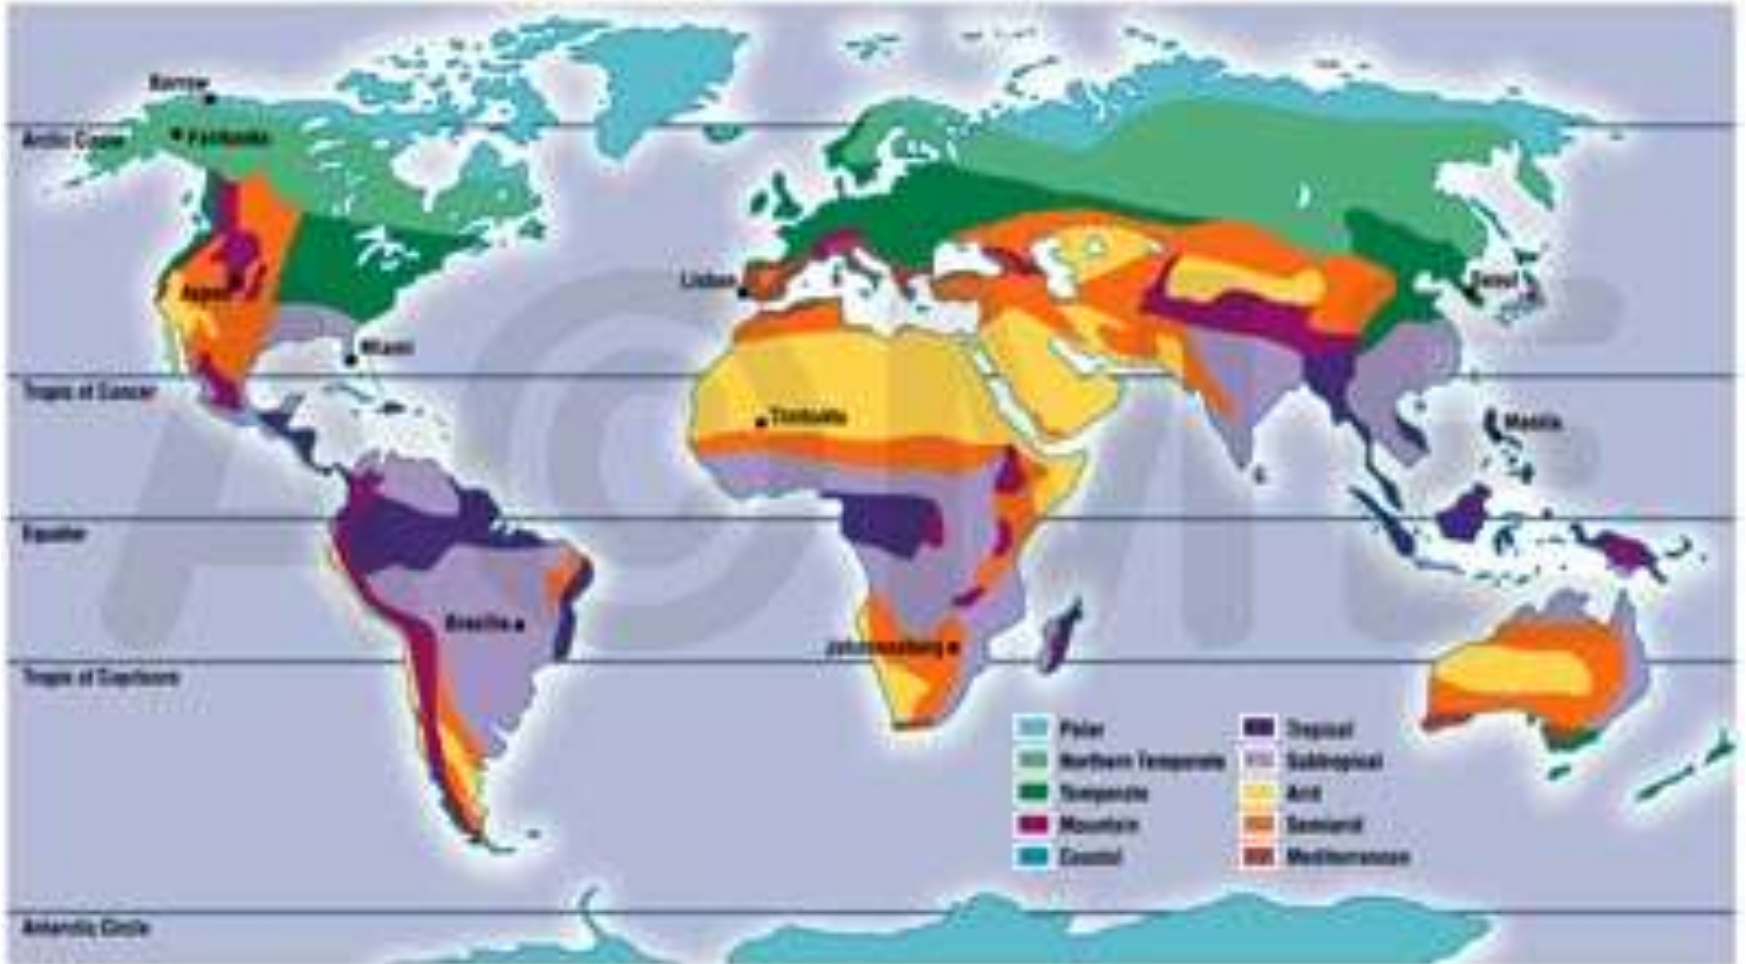 Barrow
Arctic Circle
Fairbanks
Lisbon
Aspen
Seoul
Miami
Tropic of Cancer
Timbuktu
Manila
Equator
Brasilia
Johannesburg
Tropic of Capricorn
Polar
Northern Temperate
Temperate
Mountain
Coastal
Tropical
Subtropical
Arid
Semiarid
Mediterranean
Antarctic Circle